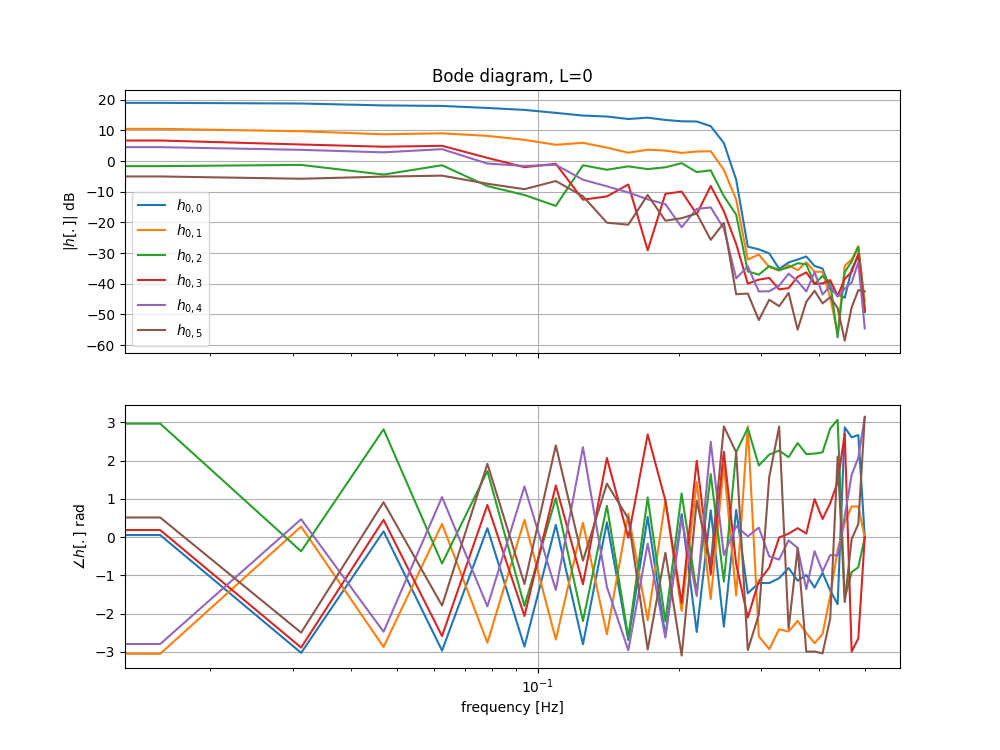 Bode diagram, L=0
20
10
0
−10
−20
−30
−40
−50
−60
|h[.]| dB
h0,0
h0,1
h0,2
h0,3
h0,4
h0,5
3
2
1
0
−1
−2
−3
∠h[.] rad
10−1
frequency [Hz]